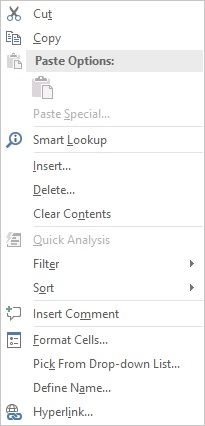 Cut
Copy
Paste Options:
Paste Special...
Smart Lookup
Insert...
Delete...
Clear Contents
Quick Analysis
Filter
Sort
Insert Comment
Format Cells...
Pick From Drop-down List...
Define Name...
Hyperlink...